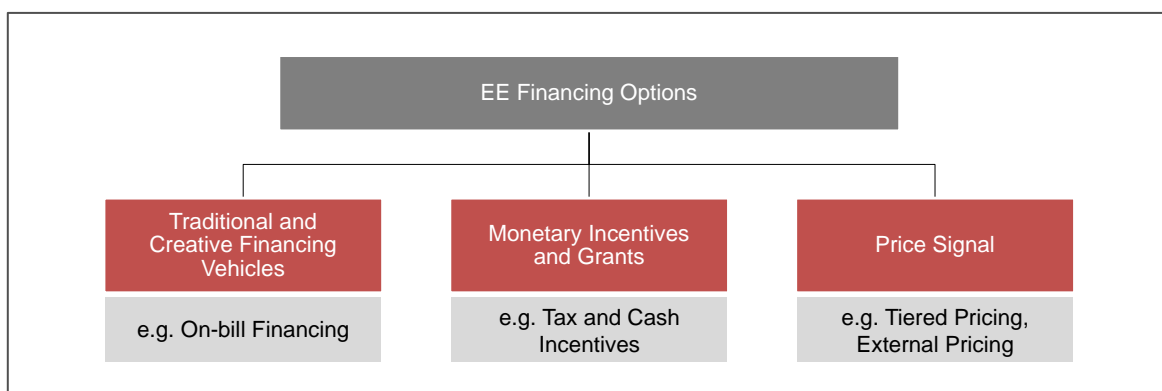 EE Financing Options
Traditional and
Creative Financing
Vehicles
e.g. On-bill Financing
Monetary Incentives
and Grants
e.g. Tax and Cash
Incentives
Price Signal
e.g. Tiered Pricing,
External Pricing